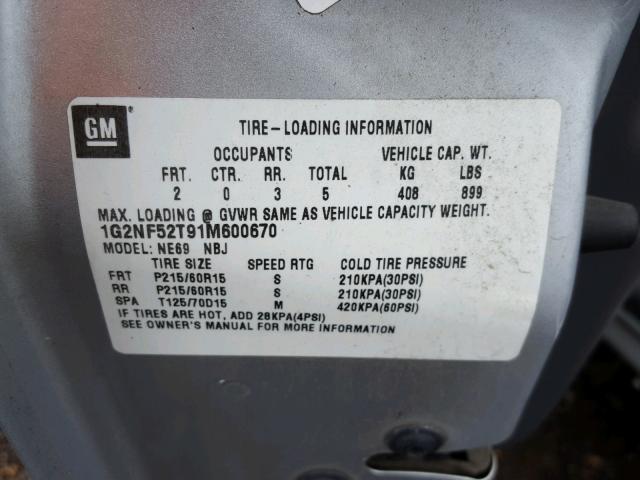 GM
TIRE-LOADING INFORMATION
OCCUPANTS VEHICLE CAP. WT.
FRT. CTR. RR. TOTAL KG LBS
2 0 3 5 408 899
MAX. LOADING @ GVWR SAME AS VEHICLE CAPACITY WEIGHT.
1G2NF52T91M600670
MODEL: NE69 NBJ
TIRE SIZE SPEED RTG COLD TIRE PRESSURE
FRT P215/60R15 S 210KPA(30PSI)
RR P215/60R15 S 210KPA(30PSI)
SPA T125/70D15 M 420KPA(60PSI)
IF TIRES ARE HOT, ADD 28KPA(4PSI)
SEE OWNER'S MANUAL FOR MORE INFORMATION